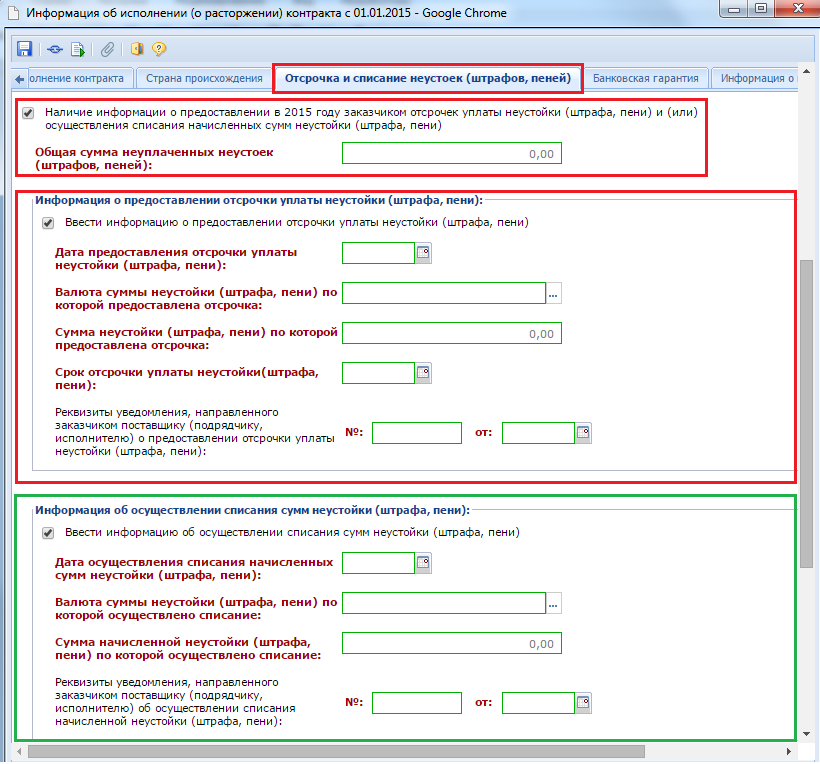 Информация об исполнении (о расторжении) контракта с 01.01.2015 - Google Chrome
олнение контракта
Страна происхождения
Отсрочка и списание неустоек (штрафов, пеней)
Банковская гарантия
Информация о
Наличие информации о предоставлении в 2015 году заказчиком отсрочек уплаты неустойки (штрафа, пени) и (или)
осуществления списания начисленных сумм неустойки (штрафа, пени)
Общая сумма неуплаченных неустоек
(штрафов, пеней):
0,00
Информация о предоставлении отсрочки уплаты неустойки (штрафа, пени):
Ввести информацию о предоставлении отсрочки уплаты неустойки (штрафа, пени)
Дата предоставления отсрочки уплаты
неустойки (штрафа, пени):
Валюта суммы неустойки (штрафа, пени) по
которой предоставлена отсрочка:
...
Сумма неустойки (штрафа, пени) по которой
предоставлена отсрочка:
0,00
Срок отсрочки уплаты неустойки(штрафа,
пени):
Реквизиты уведомления, направленного
заказчиком поставщику (подрядчику,
исполнителю) о предоставлении отсрочки уплаты
неустойки (штрафа, пени):
№:
от:
Информация об осуществлении списания сумм неустойки (штрафа, пени):
Ввести информацию об осуществлении списания сумм неустойки (штрафа, пени)
Дата осуществления списания начисленных
сумм неустойки (штрафа, пени):
Валюта суммы неустойки (штрафа, пени) по
которой осуществлено списание:
...
Сумма начисленной неустойки (штрафа,
пени) по которой осуществлено списание:
0,00
Реквизиты уведомления, направленного
заказчиком поставщику (подрядчику,
исполнителю) об осуществлении списания
начисленной неустойки (штрафа, пени):
№:
от: